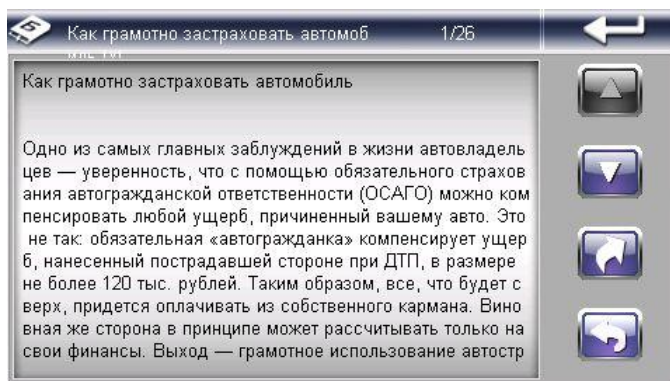 Как грамотно застраховать автомоб
1/26
Как грамотно застраховать автомобиль
Одно из самых главных заблуждений в жизни автовладель
цев — уверенность, что с помощью обязательного страхов
ания автогражданской ответственности (ОСАГО) можно ком
пенсировать любой ущерб, причиненный вашему авто. Это
не так: обязательная «автогражданка» компенсирует ущер
б, нанесенный пострадавшей стороне при ДТП, в размере
не более 120 тыс. рублей. Таким образом, все, что будет с
верх, придется оплачивать из собственного кармана. Вино
вная же сторона в принципе может рассчитывать только на
свои финансы. Выход — грамотное использование автостр